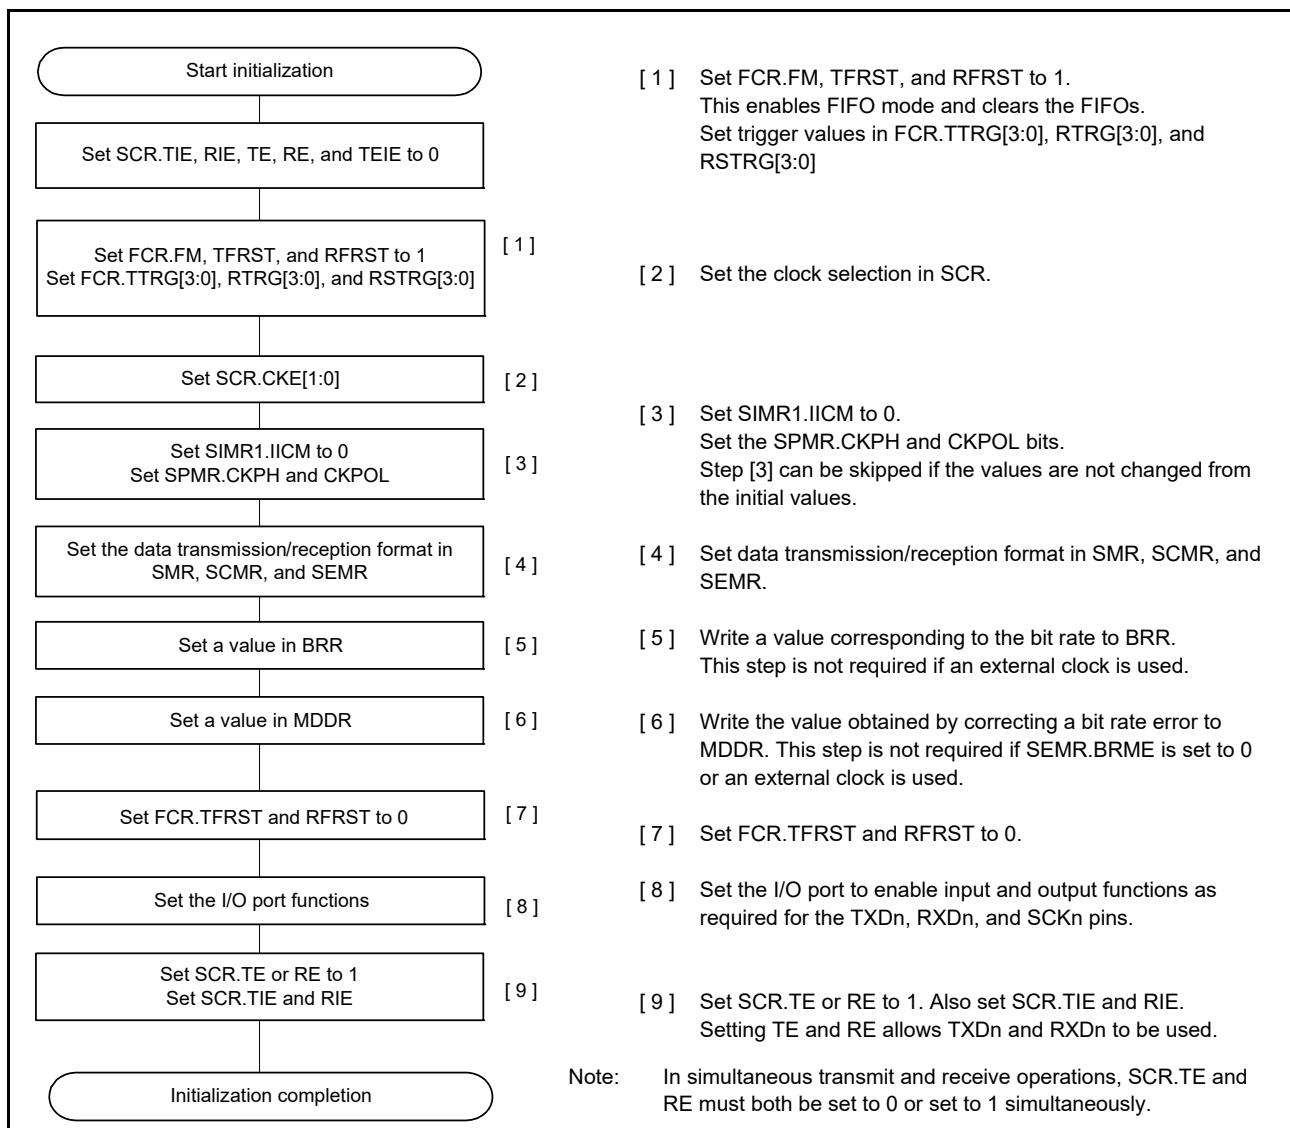 Start initialization
Set SCR.TIE, RIE, TE, RE, and TEIE to 0
Set FCR.FM, TFRST, and RFRST to 1
Set FCR.TTRG[3:0], RTRG[3:0], and RSTRG[3:0]
[ 1 ]
Set SCR.CKE[1:0]
[ 2 ]
Set SIMR1.IICM to 0
Set SPMR.CKPH and CKPOL
[ 3 ]
Set the data transmission/reception format in
SMR, SCMR, and SEMR
[ 4 ]
Set a value in BRR
[ 5 ]
Set a value in MDDR
[ 6 ]
Set FCR.TFRST and RFRST to 0
[ 7 ]
Set the I/O port functions
[ 8 ]
Set SCR.TE or RE to 1
Set SCR.TIE and RIE
[ 9 ]
Initialization completion
[ 1 ] Set FCR.FM, TFRST, and RFRST to 1.
This enables FIFO mode and clears the FIFOs.
Set trigger values in FCR.TTRG[3:0], RTRG[3:0], and
RSTRG[3:0]
[ 2 ] Set the clock selection in SCR.
[ 3 ] Set SIMR1.IICM to 0.
Set the SPMR.CKPH and CKPOL bits.
Step [3] can be skipped if the values are not changed from
the initial values.
[ 4 ] Set data transmission/reception format in SMR, SCMR, and
SEMR.
[ 5 ] Write a value corresponding to the bit rate to BRR.
This step is not required if an external clock is used.
[ 6 ] Write the value obtained by correcting a bit rate error to
MDDR. This step is not required if SEMR.BRME is set to 0
or an external clock is used.
[ 7 ] Set FCR.TFRST and RFRST to 0.
[ 8 ] Set the I/O port to enable input and output functions as
required for the TXDn, RXDn, and SCKn pins.
[ 9 ] Set SCR.TE or RE to 1. Also set SCR.TIE and RIE.
Setting TE and RE allows TXDn and RXDn to be used.
Note: In simultaneous transmit and receive operations, SCR.TE and
RE must both be set to 0 or set to 1 simultaneously.